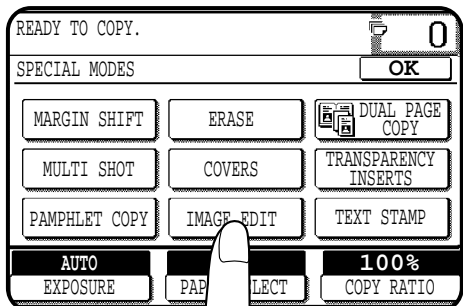 READY TO COPY.
0
SPECIAL MODES
OK
MARGIN SHIFT
ERASE
DUAL PAGE
COPY
MULTI SHOT
COVERS
TRANSPARENCY
INSERTS
PAMPHLET COPY
IMAGE EDIT
TEXT STAMP
AUTO
100%
EXPOSURE
COPY RATIO